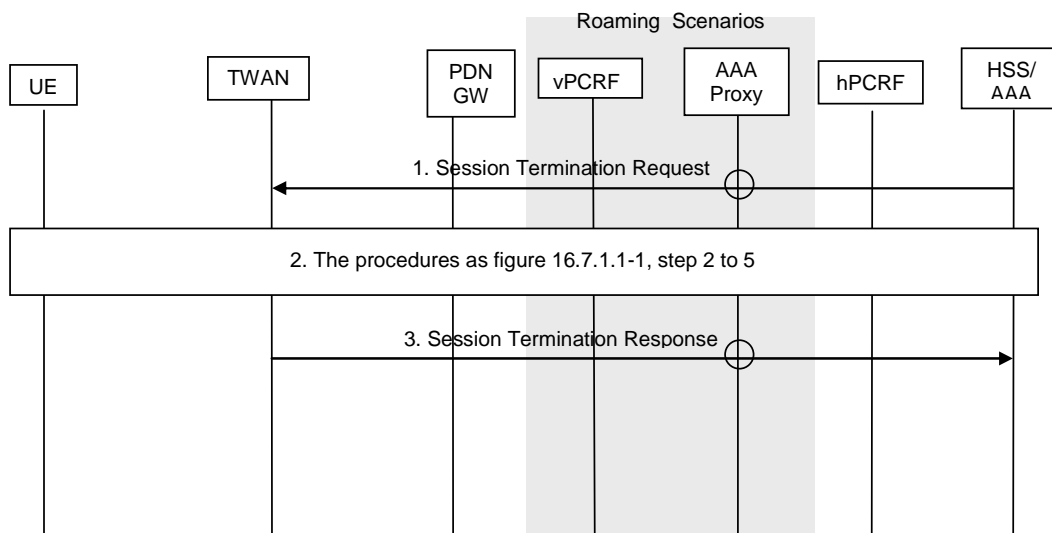 Roaming Scenarios
UE
TWAN
PDN
GW
vPCRF
AAA
Proxy
hPCRF
HSS/
AAA
1. Session Termination Request
2. The procedures as figure 16.7.1.1-1, step 2 to 5
3. Session Termination Response